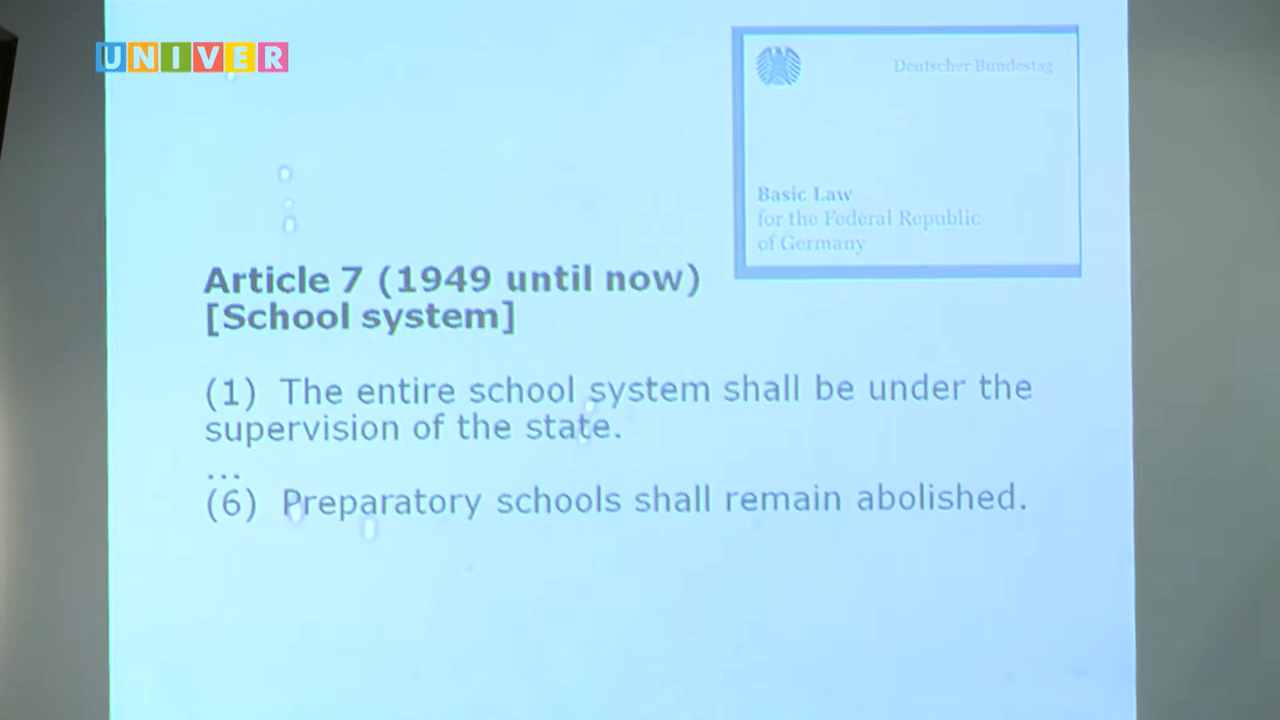 UNIVER
Deutscher Bundestag
Basic Law
for the Federal Republic
of Germany
Article 7 (1949 until now)
[School system]
(1) The entire school system shall be under the
supervision of the state.
...
(6) Preparatory schools shall remain abolished.